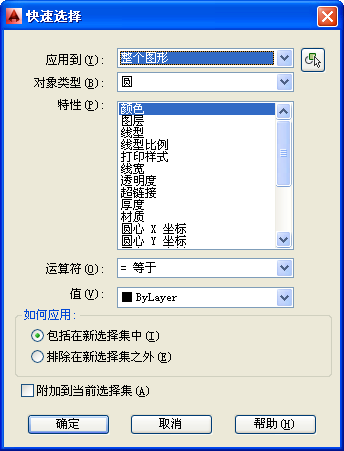 快速选择
应用到(Y): 整个图形
对象类型(B): 圆
特性(P): 颜色
图层
线型
线型比例
打印样式
线宽
透明度
超链接
厚度
材质
圆心 X 坐标
圆心 Y 坐标
运算符(O): = 等于
值(V): ByLayer
如何应用:
包括在新选择集中(I)
排除在新选择集之外(E)
附加到当前选择集(A)
确定 取消 帮助(H)